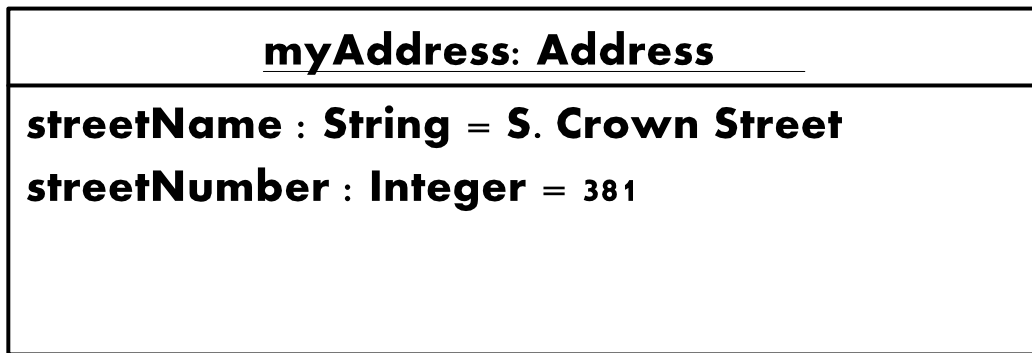 myAddress: Address
streetName : String = S. Crown Street
streetNumber : Integer = 381